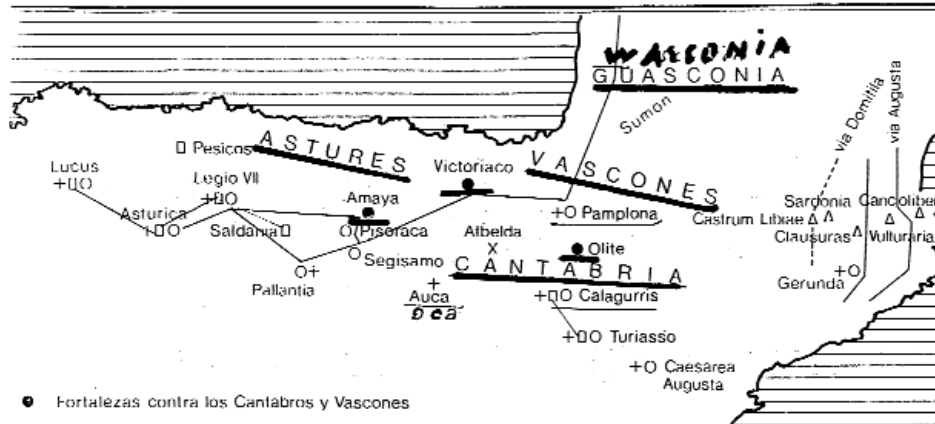 WASCONIA
GUASCONIA
Sumon
via Domitila
via Augusta
ASTURES
Pesicos
VASCONES
Victoriaco
Lucus
Legio VII
Amaya
Asturica
Saldania
Pisoraca
Albelda
Pamplona
Olite
Segisamo
Castrum Libiae
Sardonia
Clausuras
Vulturaria
CANTABRIA
Pallantia
Auca
oca
Calagurris
Gerunda
Turiasso
Caesarea
Augusta
Fortalezas contra los Cantabros y Vascones